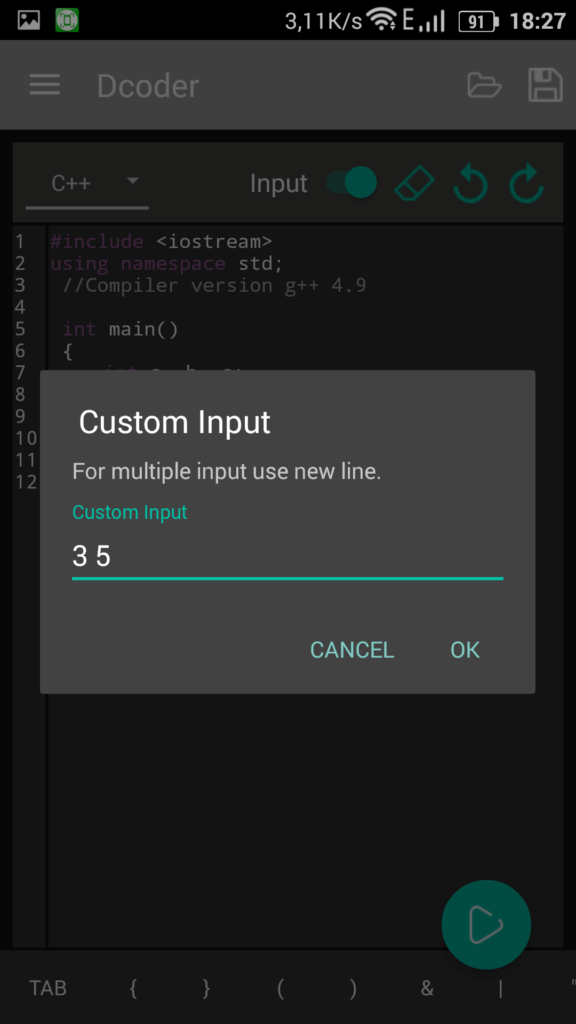 3,11K/s E 91 18:27
Dcoder
C++ Input
1 #include <iostream>
2 using namespace std;
3 //Compiler version g++ 4.9
4
5 int main()
6 {
7
8
9
10
11
12
Custom Input
For multiple input use new line.
Custom Input
3 5
CANCEL OK
TAB { } ( ) & | "